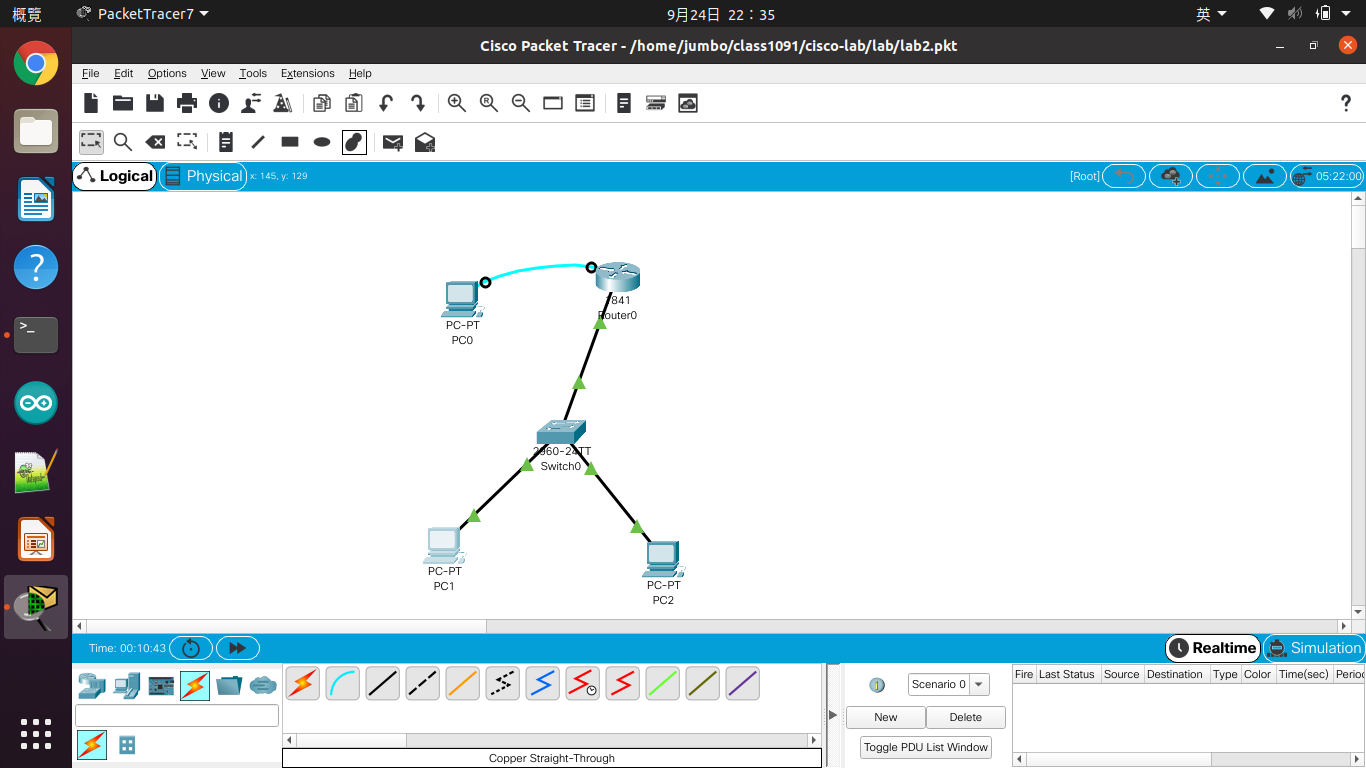 概覽 PacketTracer7 9月24日 22：35 英
Cisco Packet Tracer - /home/jumbo/class1091/cisco-lab/lab/lab2.pkt
File Edit Options View Tools Extensions Help
Logical Physical x: 145, y: 129 [Root] 05:22:00
1841
Router0
PC-PT
PC0
2960-24TT
Switch0
PC-PT
PC1
PC-PT
PC2
Time: 00:10:43 Realtime Simulation
Scenario 0
Fire Last Status Source Destination Type Color Time(sec) Periodic
New Delete
Toggle PDU List Window
Copper Straight-Through